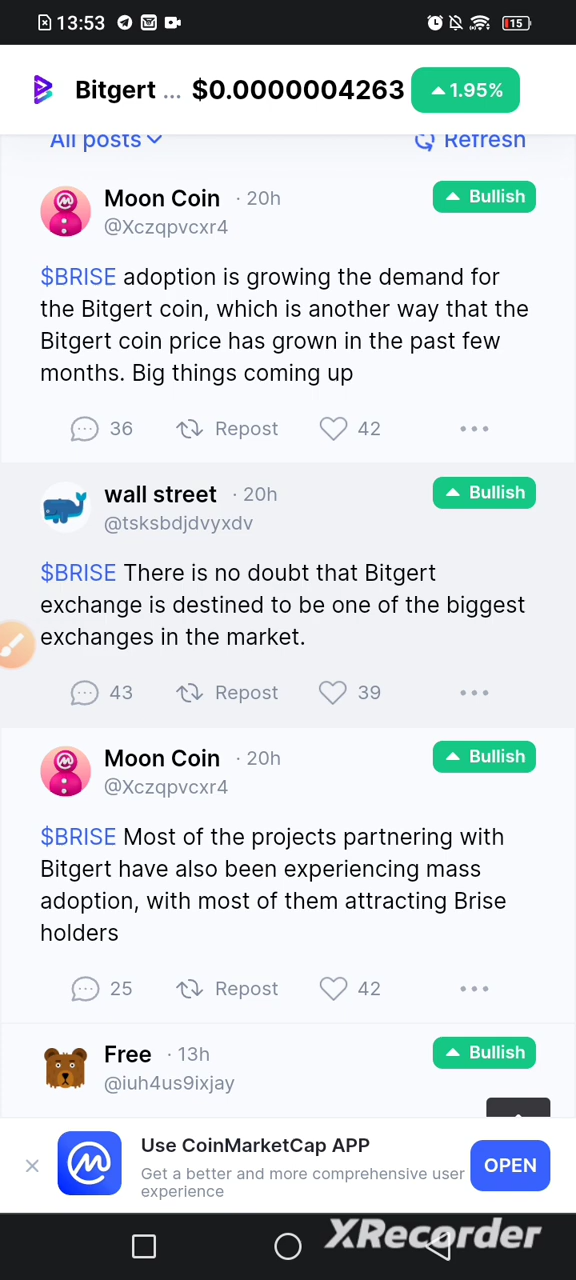 13:53
15
Bitgert ... $0.0000004263 1.95%
All posts Refresh
Moon Coin · 20h Bullish
@Xczqpvcxr4
$BRISE adoption is growing the demand for
the Bitgert coin, which is another way that the
Bitgert coin price has grown in the past few
months. Big things coming up
36 Repost 42
wall street · 20h Bullish
@tsksbdjdvyxdv
$BRISE There is no doubt that Bitgert
exchange is destined to be one of the biggest
exchanges in the market.
43 Repost 39
Moon Coin · 20h Bullish
@Xczqpvcxr4
$BRISE Most of the projects partnering with
Bitgert have also been experiencing mass
adoption, with most of them attracting Brise
holders
25 Repost 42
Free · 13h Bullish
@iuh4us9ixjay
Use CoinMarketCap APP
Get a better and more comprehensive user
experience
OPEN
XRecorder